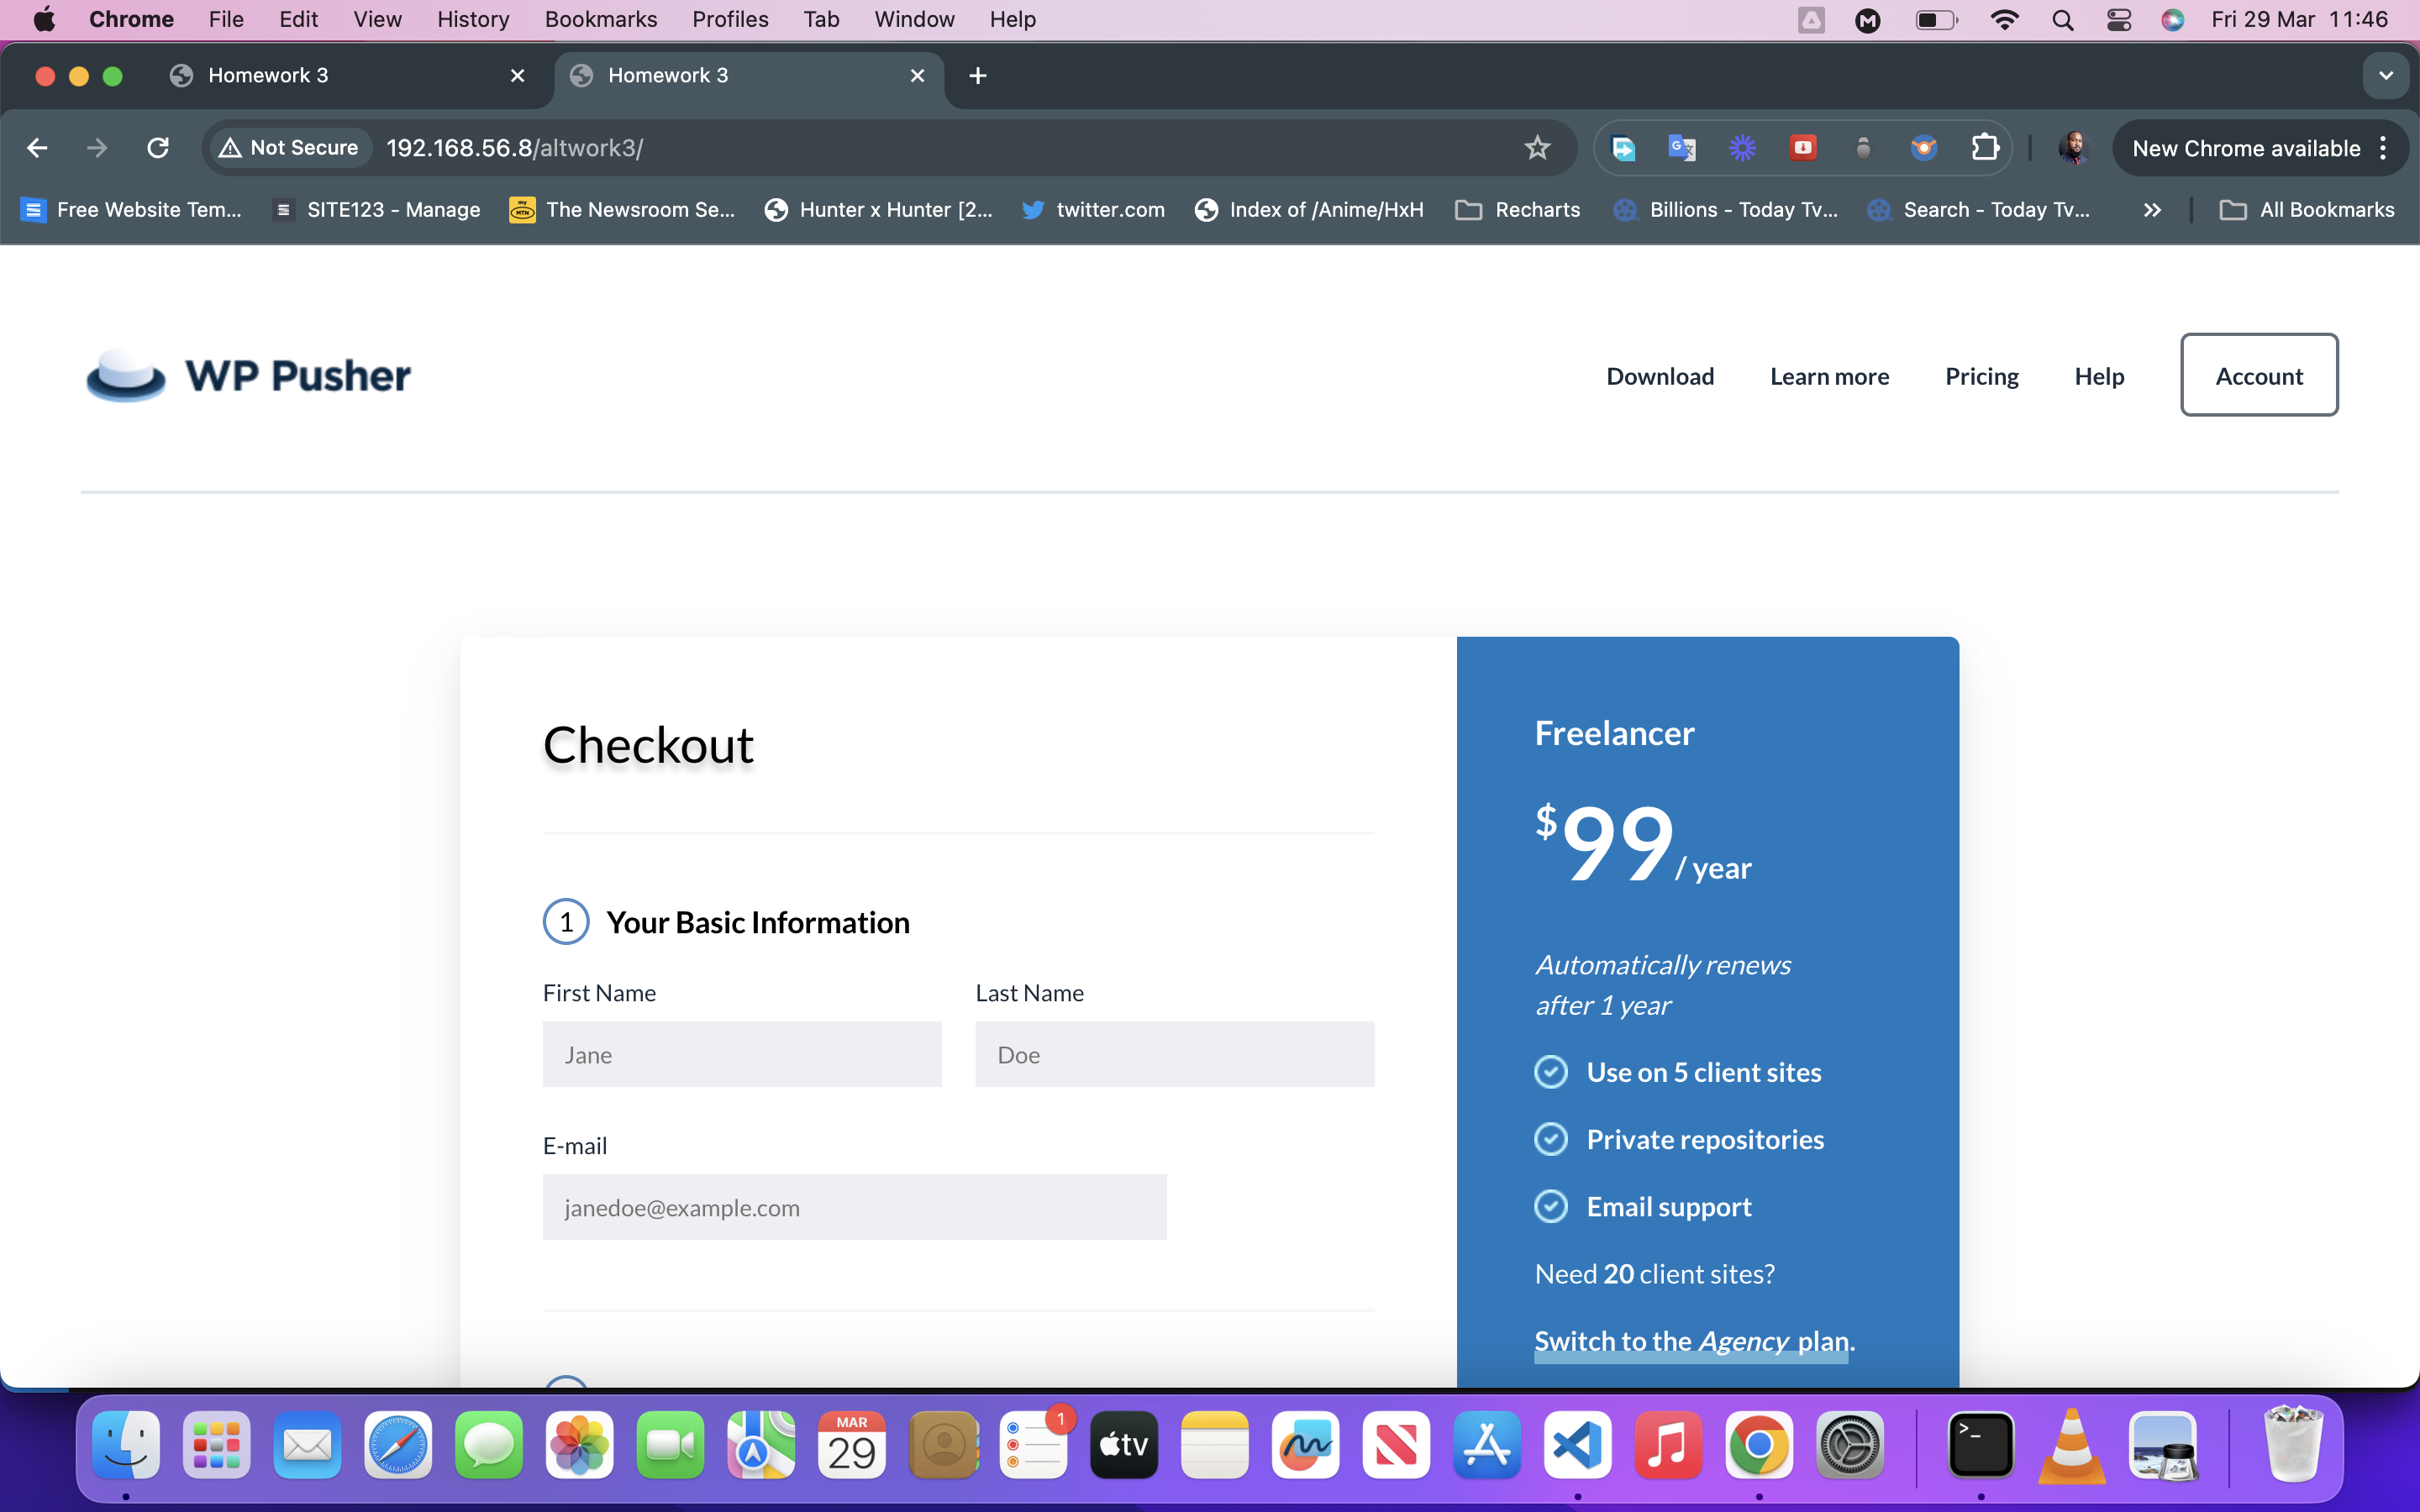 Chrome File Edit View History Bookmarks Profiles Tab Window Help Fri 29 Mar 11:46
Homework 3 Homework 3
Not Secure 192.168.56.8/altwork3/ New Chrome available
Free Website Tem... SITE123 - Manage The Newsroom Se... Hunter x Hunter [2... twitter.com Index of /Anime/HxH Recharts Billions - Today Tv... Search - Today Tv... All Bookmarks
WP Pusher Download Learn more Pricing Help Account
Checkout
1 Your Basic Information
First Name Last Name
Jane Doe
E-mail
janedoe@example.com
Freelancer
$99/ year
Automatically renews
after 1 year
Use on 5 client sites
Private repositories
Email support
Need 20 client sites?
Switch to the Agency plan.
MAR
29
1
tv